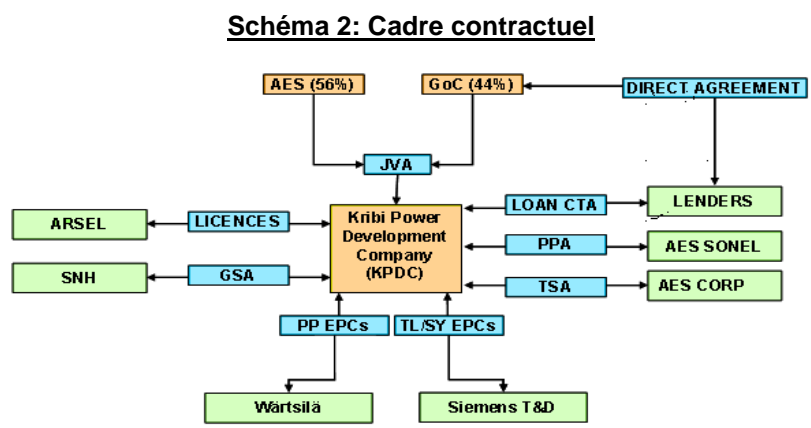 Schéma 2: Cadre contractuel
AES (56%)
GoC (44%)
DIRECT AGREEMENT
JVA
ARSEL
LICENCES
Kribi Power
Development
Company
(KPDC)
LOAN CTA
LENDERS
PPA
AES SONEL
SNH
GSA
TSA
AES CORP
PP EPCs
TL/SY EPCs
Wärtsilä
Siemens T&D